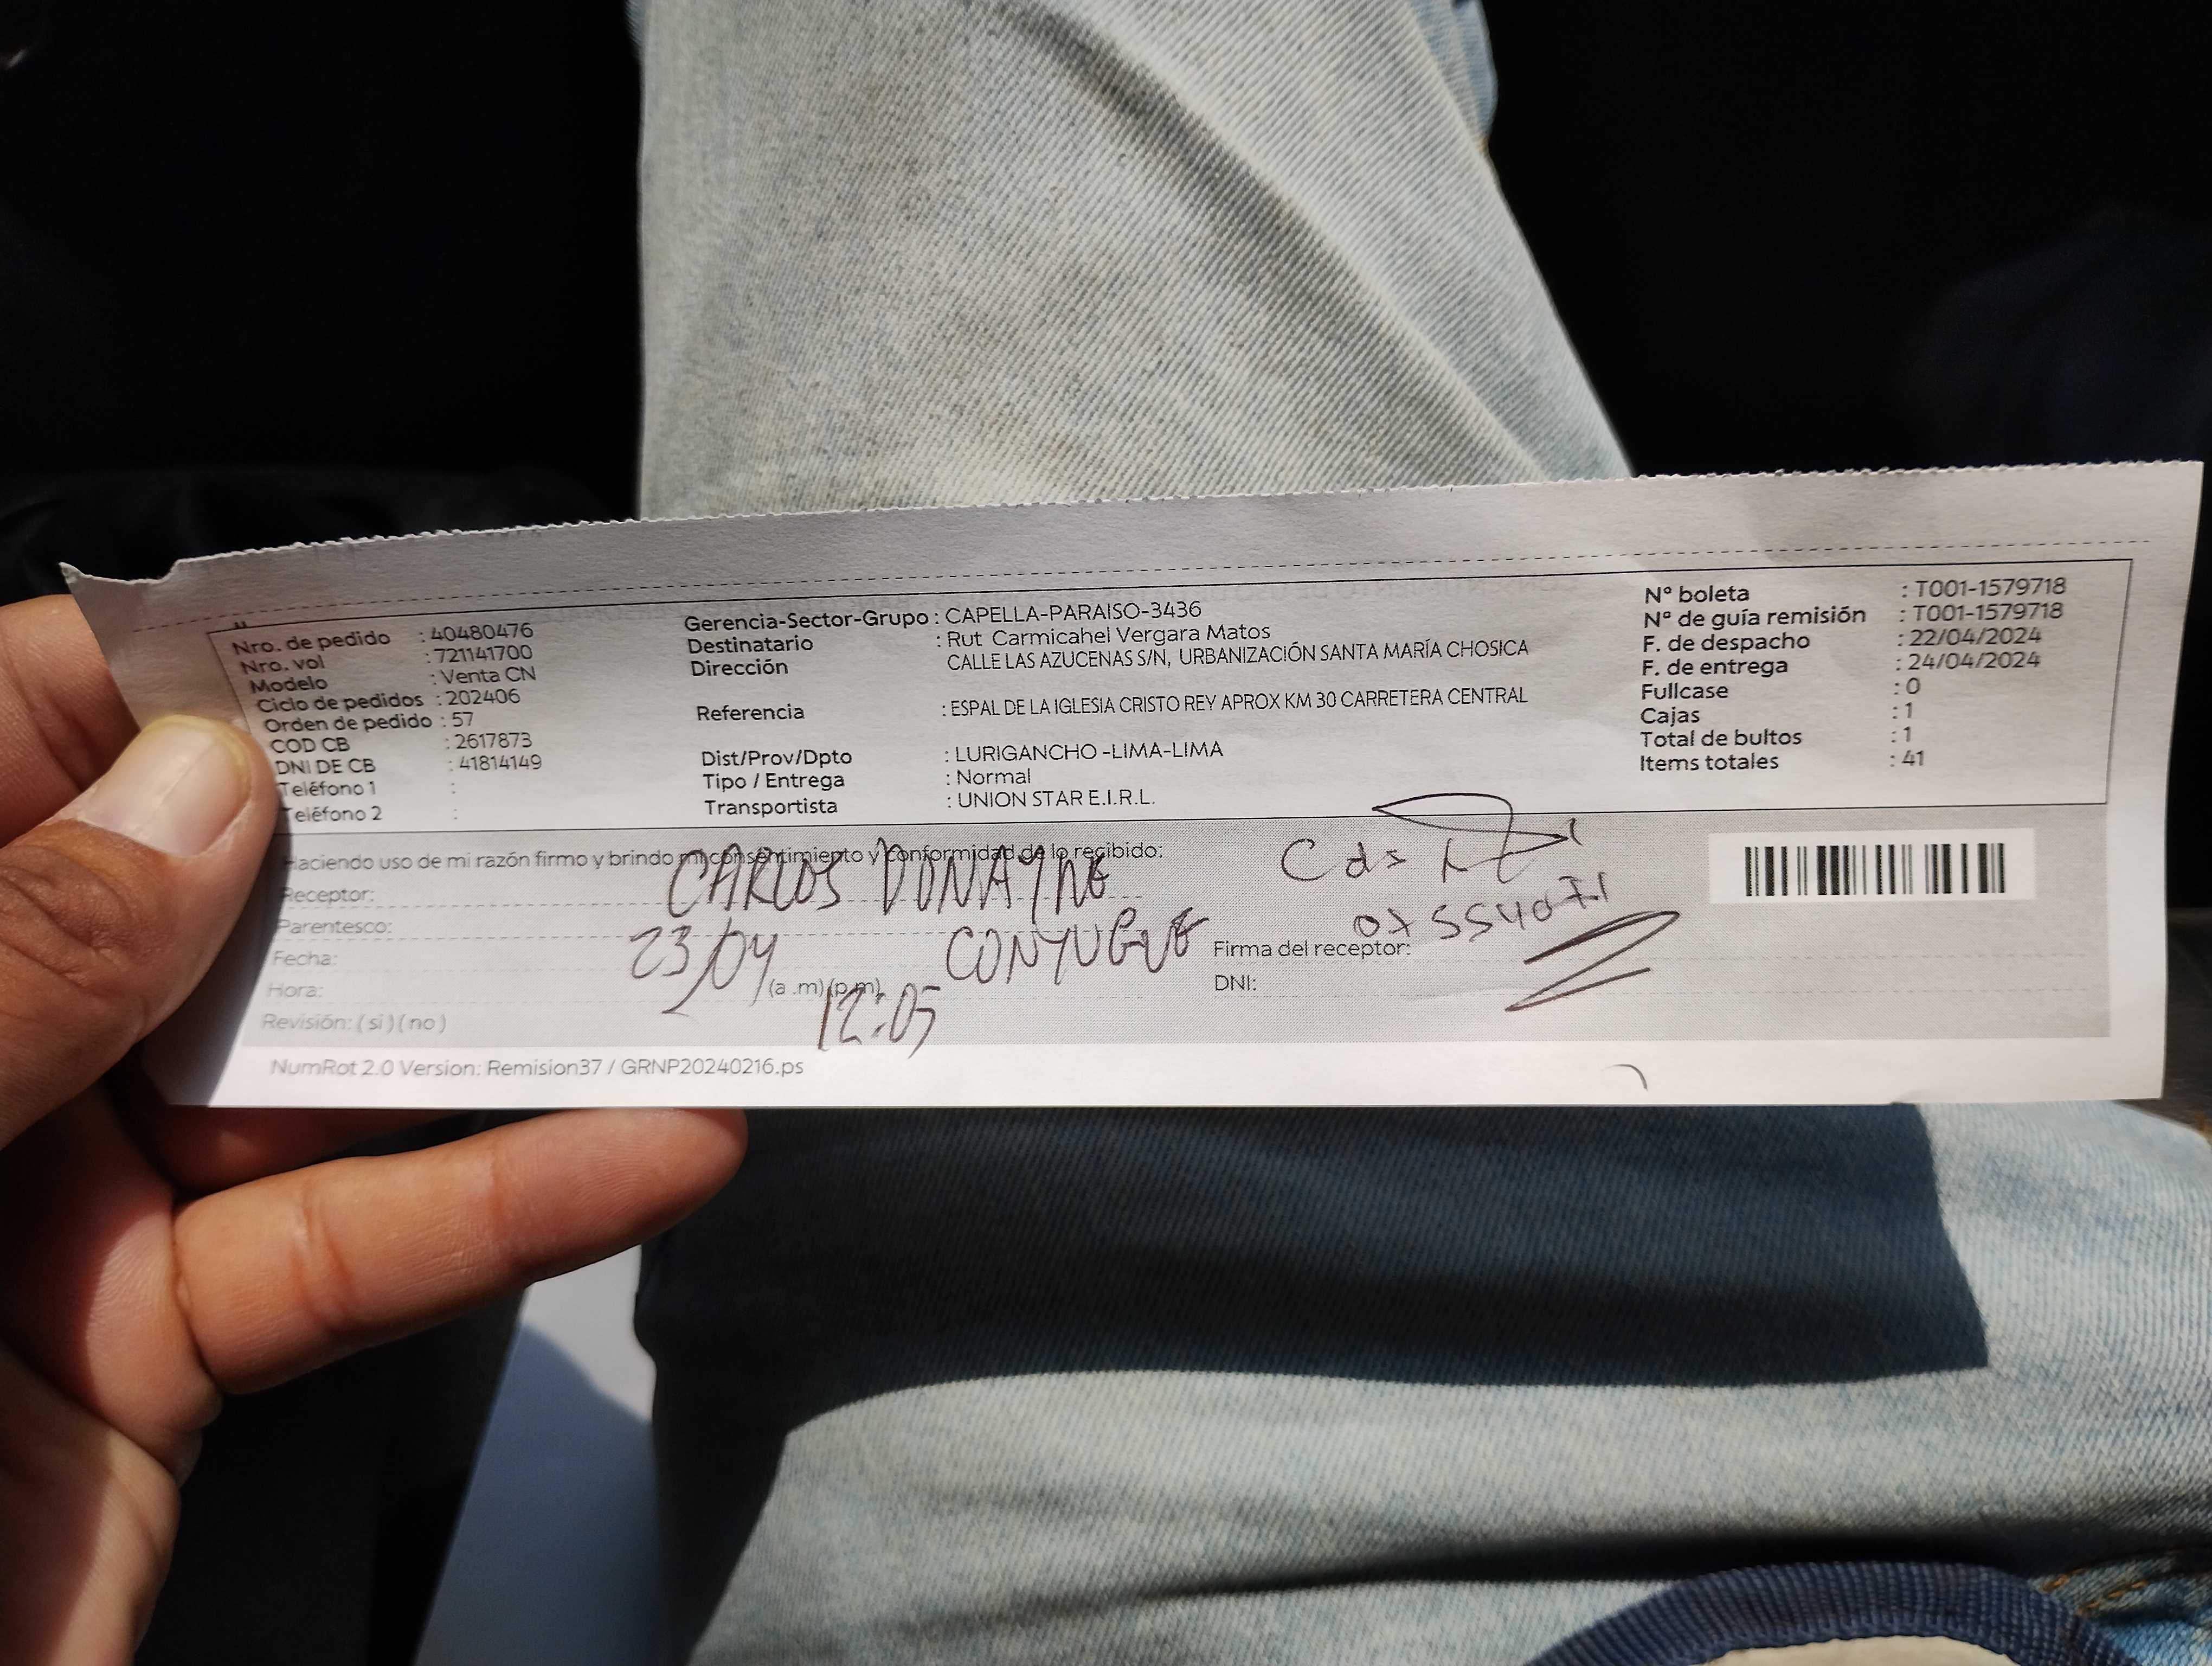 Nro. de pedido : 40480476
Nro. vol : 721141700
Modelo : Venta CN
Ciclo de pedidos : 202406
Orden de pedido : 57
COD CB : 2617873
DNI DE CB : 41814149
Teléfono 1 :
Teléfono 2 :
Gerencia-Sector-Grupo : CAPELLA-PARAISO-3436
Destinatario : Rut Carmicahel Vergara Matos
Dirección CALLE LAS AZUCENAS S/N, URBANIZACIÓN SANTA MARÍA CHOSICA
Referencia : ESPAL DE LA IGLESIA CRISTO REY APROX KM 30 CARRETERA CENTRAL
Dist/Prov/Dpto : LURIGANCHO -LIMA-LIMA
Tipo / Entrega : Normal
Transportista : UNION STAR E.I.R.L.
Nº boleta : T001-1579718
Nº de guía remisión : T001-1579718
F. de despacho : 22/04/2024
F. de entrega : 24/04/2024
Fullcase : 0
Cajas : 1
Total de bultos : 1
Items totales : 41
Haciendo uso de mi razón firmo y brindo mi consentimiento y conformidad de lo recibido:
Receptor: CARLOS DONAYRE
Parentesco: CONYUGUE
Fecha: 23/04
Hora: (a .m) (p.m) 12:05
Revisión: ( si ) ( no )
07554071
Firma del receptor:
DNI:
NumRot 2.0 Version: Remision37 / GRNP20240216.ps